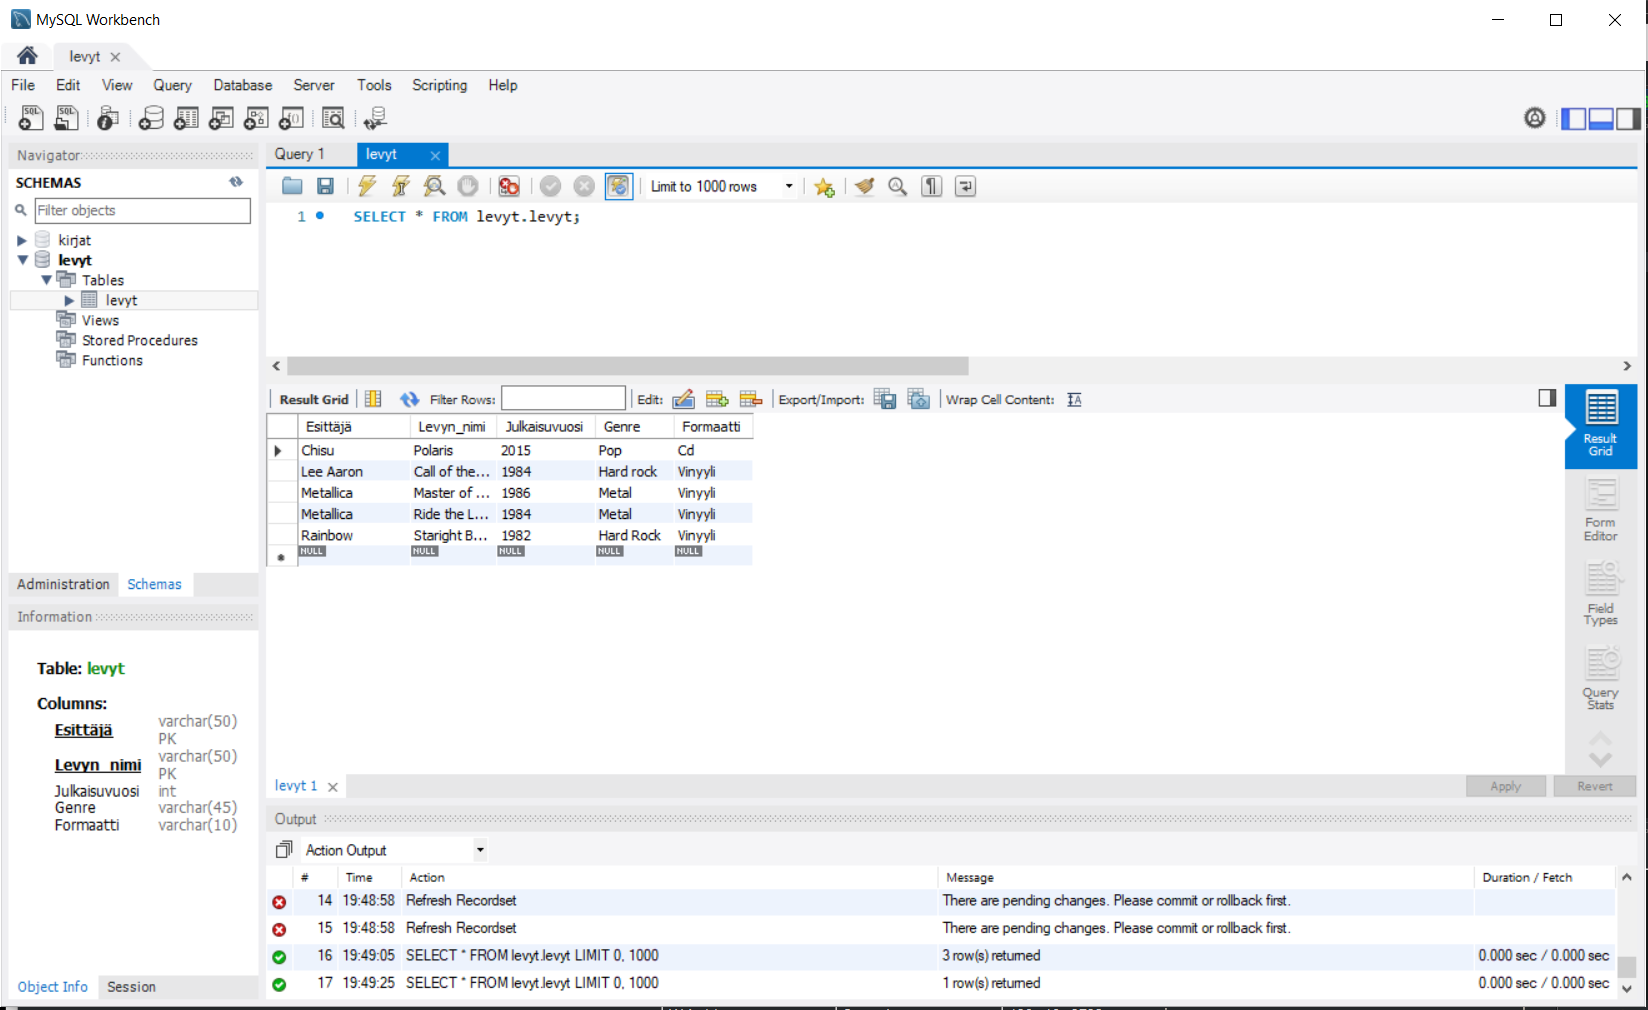 MySQL Workbench
levyt
File Edit View Query Database Server Tools Scripting Help
Navigator
SCHEMAS
Filter objects
kirjat
levyt
Tables
levyt
Views
Stored Procedures
Functions
Administration Schemas
Information
Table: levyt
Columns:
Esittäjä varchar(50) PK
Levyn_nimi varchar(50) PK
Julkaisuvuosi int
Genre varchar(45)
Formaatti varchar(10)
Object Info Session
Query 1 levyt
Limit to 1000 rows
1 SELECT * FROM levyt.levyt;
Result Grid Filter Rows: Edit: Export/Import: Wrap Cell Content:
Esittäjä Levyn_nimi Julkaisuvuosi Genre Formaatti
Chisu Polaris 2015 Pop Cd
Lee Aaron Call of the... 1984 Hard rock Vinyyli
Metallica Master of ... 1986 Metal Vinyyli
Metallica Ride the L... 1984 Metal Vinyyli
Rainbow Staright B... 1982 Hard Rock Vinyyli
NULL NULL NULL NULL NULL
Result Grid
Form Editor
Field Types
Query Stats
levyt 1
Apply Revert
Output
Action Output
# Time Action Message Duration / Fetch
14 19:48:58 Refresh Recordset There are pending changes. Please commit or rollback first.
15 19:48:58 Refresh Recordset There are pending changes. Please commit or rollback first.
16 19:49:05 SELECT * FROM levyt.levyt LIMIT 0, 1000 3 row(s) returned 0.000 sec / 0.000 sec
17 19:49:25 SELECT * FROM levyt.levyt LIMIT 0, 1000 1 row(s) returned 0.000 sec / 0.000 sec